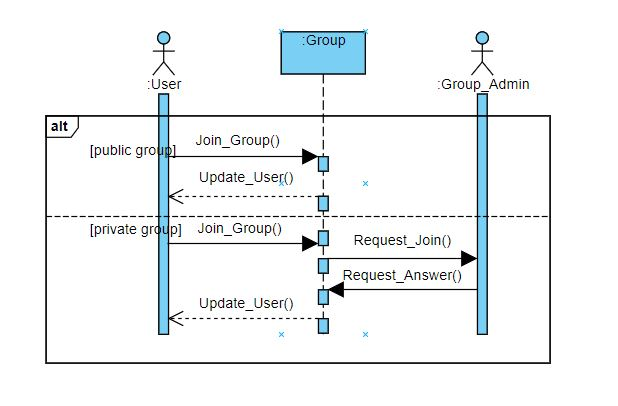 :Group
:User
:Group_Admin
alt
[public group]
Join_Group()
Update_User()
[private group]
Join_Group()
Request_Join()
Request_Answer()
Update_User()